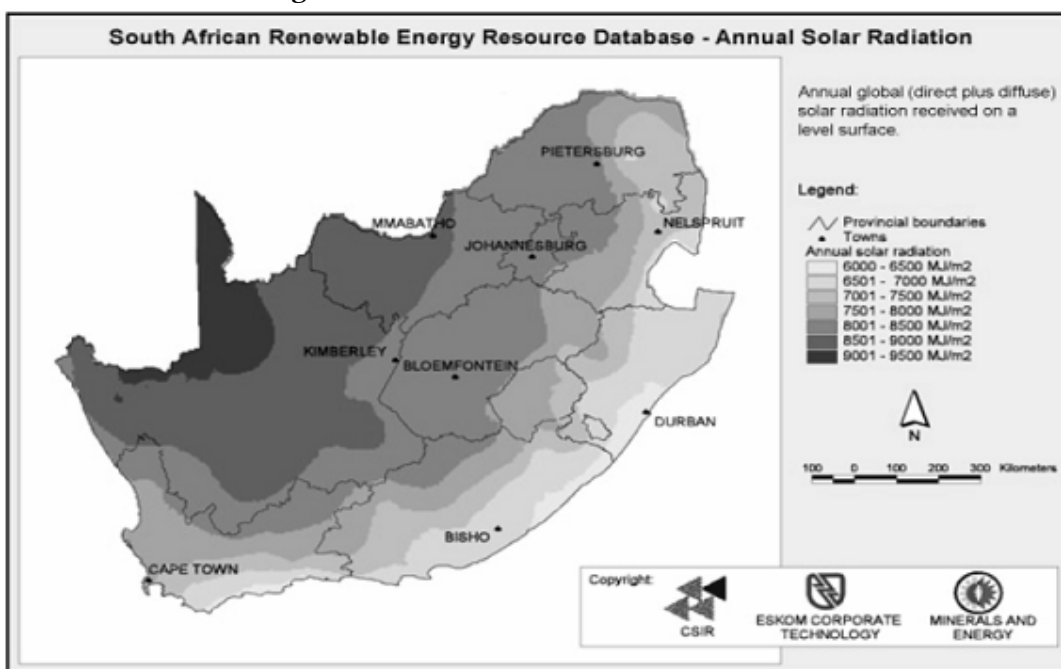 South African Renewable Energy Resource Database - Annual Solar Radiation
Annual global (direct plus diffuse)
solar radiation received on a
level surface.
Legend:
Provincial boundaries
Towns
Annual solar radiation
6000 - 6500 MJ/m2
6501 - 7000 MJ/m2
7001 - 7500 MJ/m2
7501 - 8000 MJ/m2
8001 - 8500 MJ/m2
8501 - 9000 MJ/m2
9001 - 9500 MJ/m2
N
100 0 100 200 300 Kilometers
PIETERSBURG
MMABATHO
NELSPRUIT
JOHANNESBURG
KIMBERLEY
BLOEMFONTEIN
DURBAN
BISHO
CAPE TOWN
Copyright:
CSIR
ESKOM CORPORATE
TECHNOLOGY
MINERALS AND
ENERGY